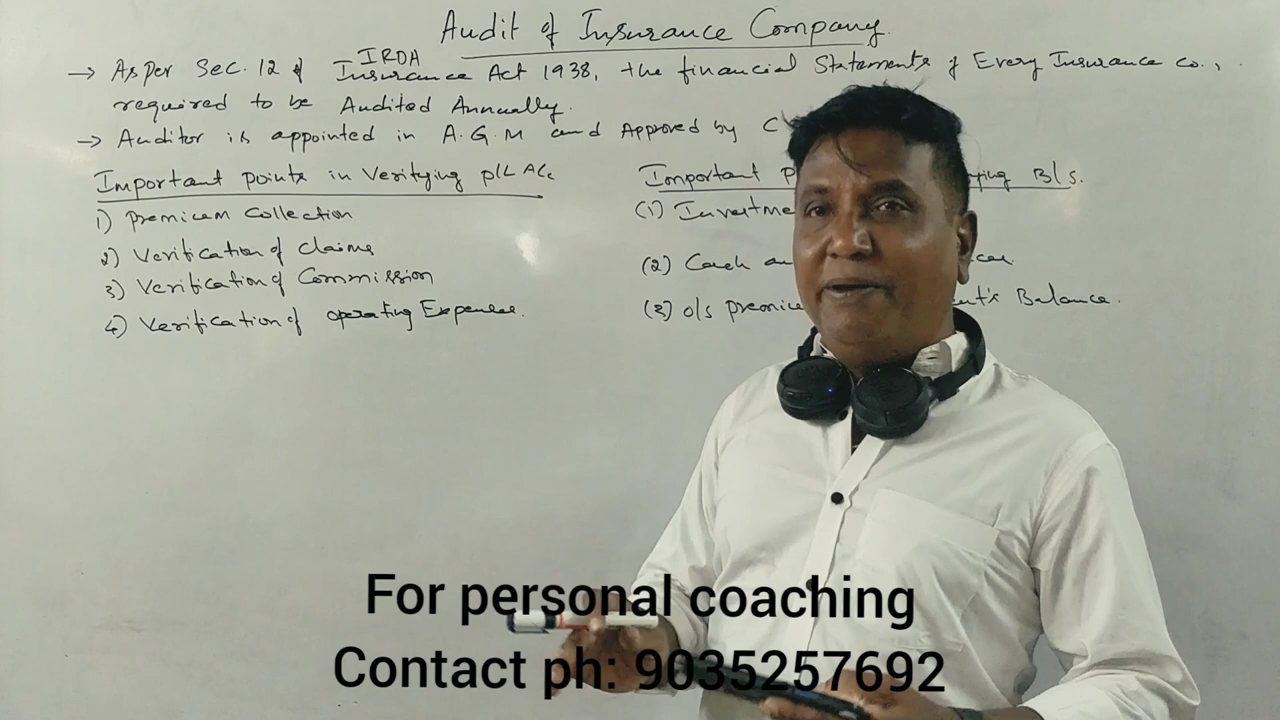 Audit of Insurance Company
IRDA
→ As per Sec. 12 of Insurance Act 1938, the financial Statements of Every Insurance co.,
required to be Audited Annually.
→ Auditor is appointed in A.G.M and Approved by C
Important points in Verifying P/L A/c
1) Premium Collection
2) Verification of claims
3) Verification of Commission
4) Verification of operating Expenses.
Important B/s.
(1)
(2) Cash
(3) o/s Balance.
For personal coaching
Contact ph: 9035257692